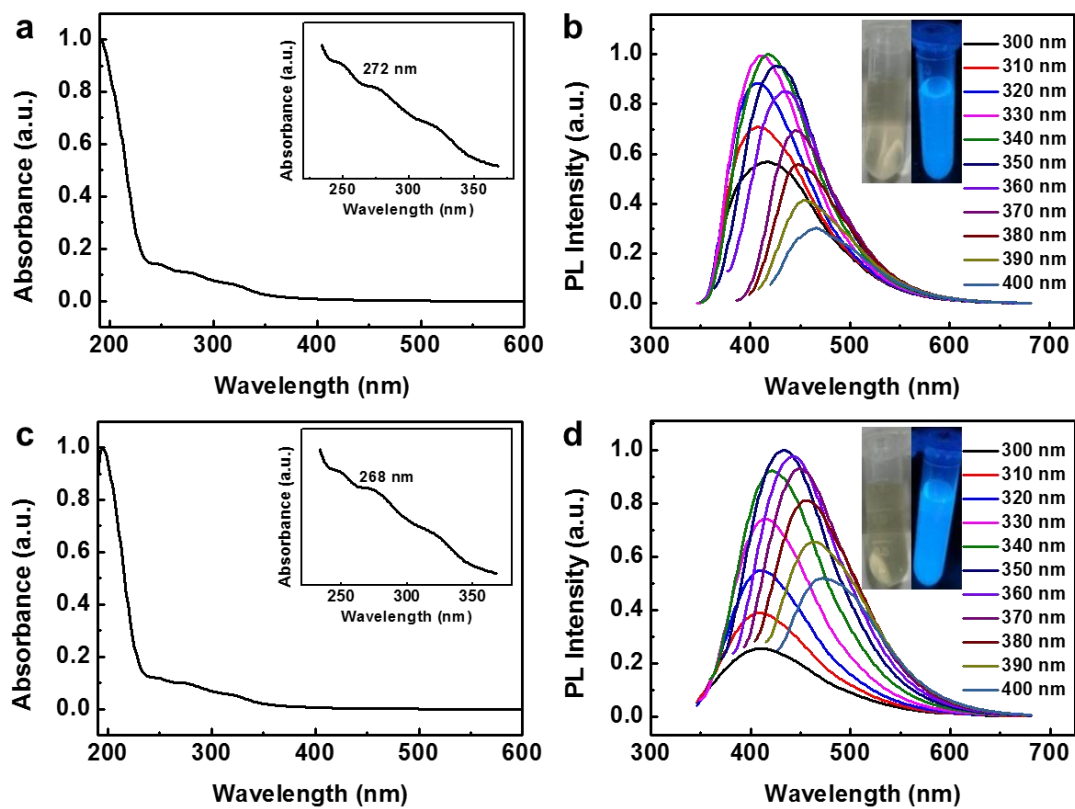 a
Absorbance (a.u.)
1.0
0.8
0.6
0.4
0.2
0.0
200
300
400
500
600
Wavelength (nm)
Absorbance (a.u.)
272 nm
250
300
350
Wavelength (nm)
b
PL Intensity (a.u.)
1.0
0.8
0.6
0.4
0.2
0.0
300
400
500
600
700
Wavelength (nm)
300 nm
310 nm
320 nm
330 nm
340 nm
350 nm
360 nm
370 nm
380 nm
390 nm
400 nm
c
Absorbance (a.u.)
1.0
0.8
0.6
0.4
0.2
0.0
200
300
400
500
600
Wavelength (nm)
Absorbance (a.u.)
268 nm
250
300
350
Wavelength (nm)
d
PL Intensity (a.u.)
1.0
0.8
0.6
0.4
0.2
0.0
300
400
500
600
700
Wavelength (nm)
300 nm
310 nm
320 nm
330 nm
340 nm
350 nm
360 nm
370 nm
380 nm
390 nm
400 nm